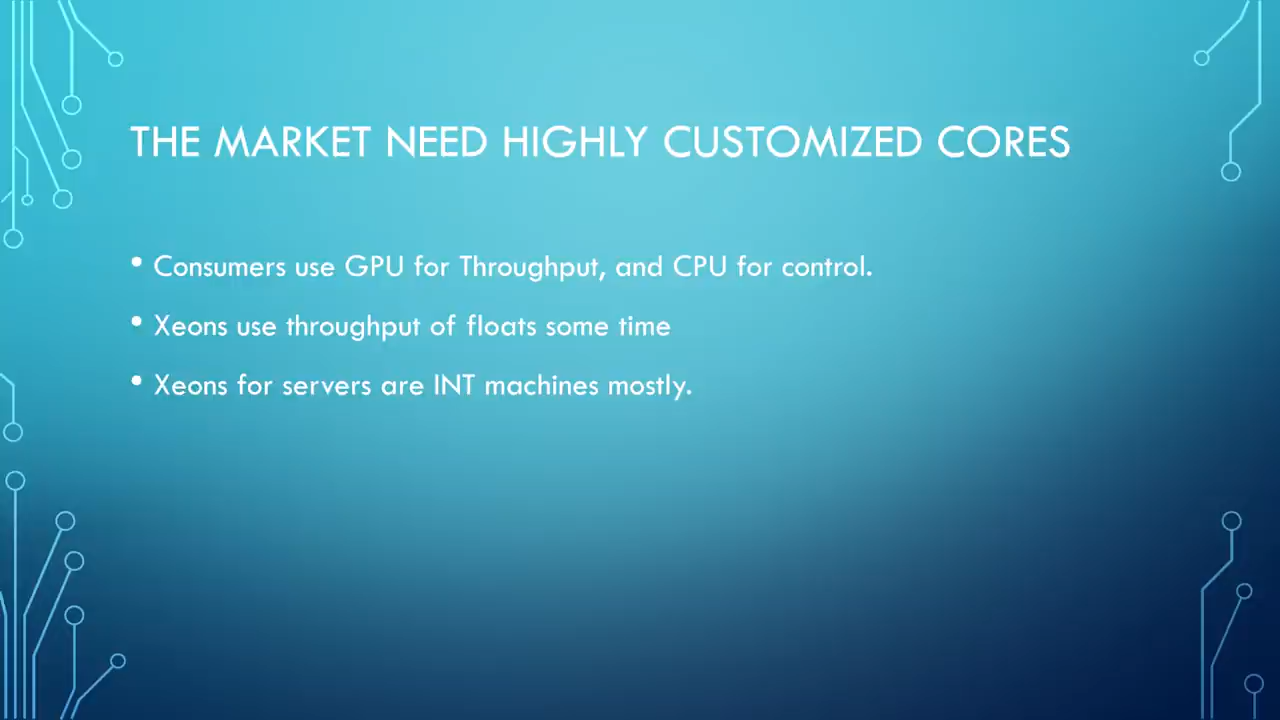 THE MARKET NEED HIGHLY CUSTOMIZED CORES
• Consumers use GPU for Throughput, and CPU for control.
• Xeons use throughput of floats some time
• Xeons for servers are INT machines mostly.